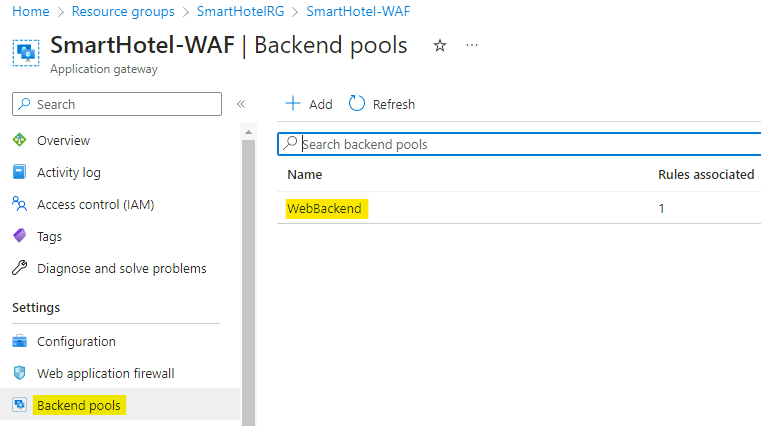 Home > Resource groups > SmartHotelRG > SmartHotel-WAF
SmartHotel-WAF | Backend pools
Application gateway
Search
Overview
Activity log
Access control (IAM)
Tags
Diagnose and solve problems
Settings
Configuration
Web application firewall
Backend pools
Add Refresh
Search backend pools
Name Rules associated
WebBackend 1